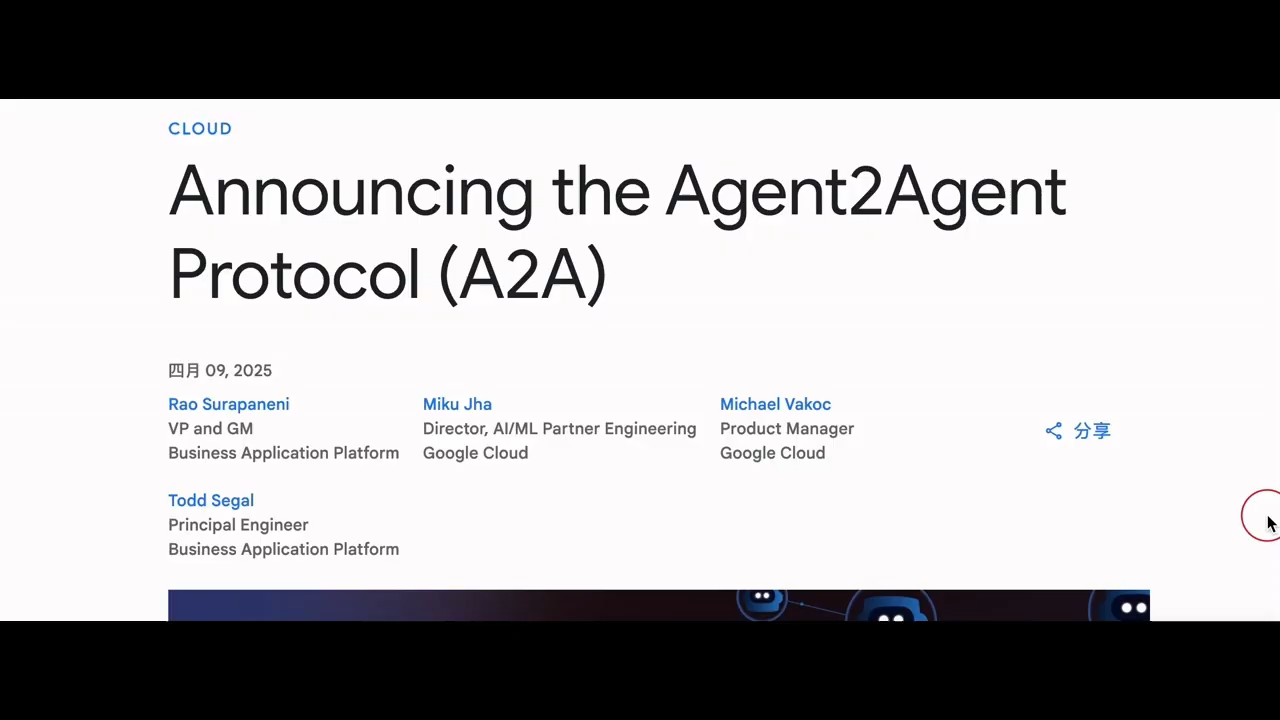 CLOUD
Announcing the Agent2Agent
Protocol (A2A)
四月 09, 2025
Rao Surapaneni
VP and GM
Business Application Platform
Miku Jha
Director, AI/ML Partner Engineering
Google Cloud
Michael Vakoc
Product Manager
Google Cloud
分享
Todd Segal
Principal Engineer
Business Application Platform